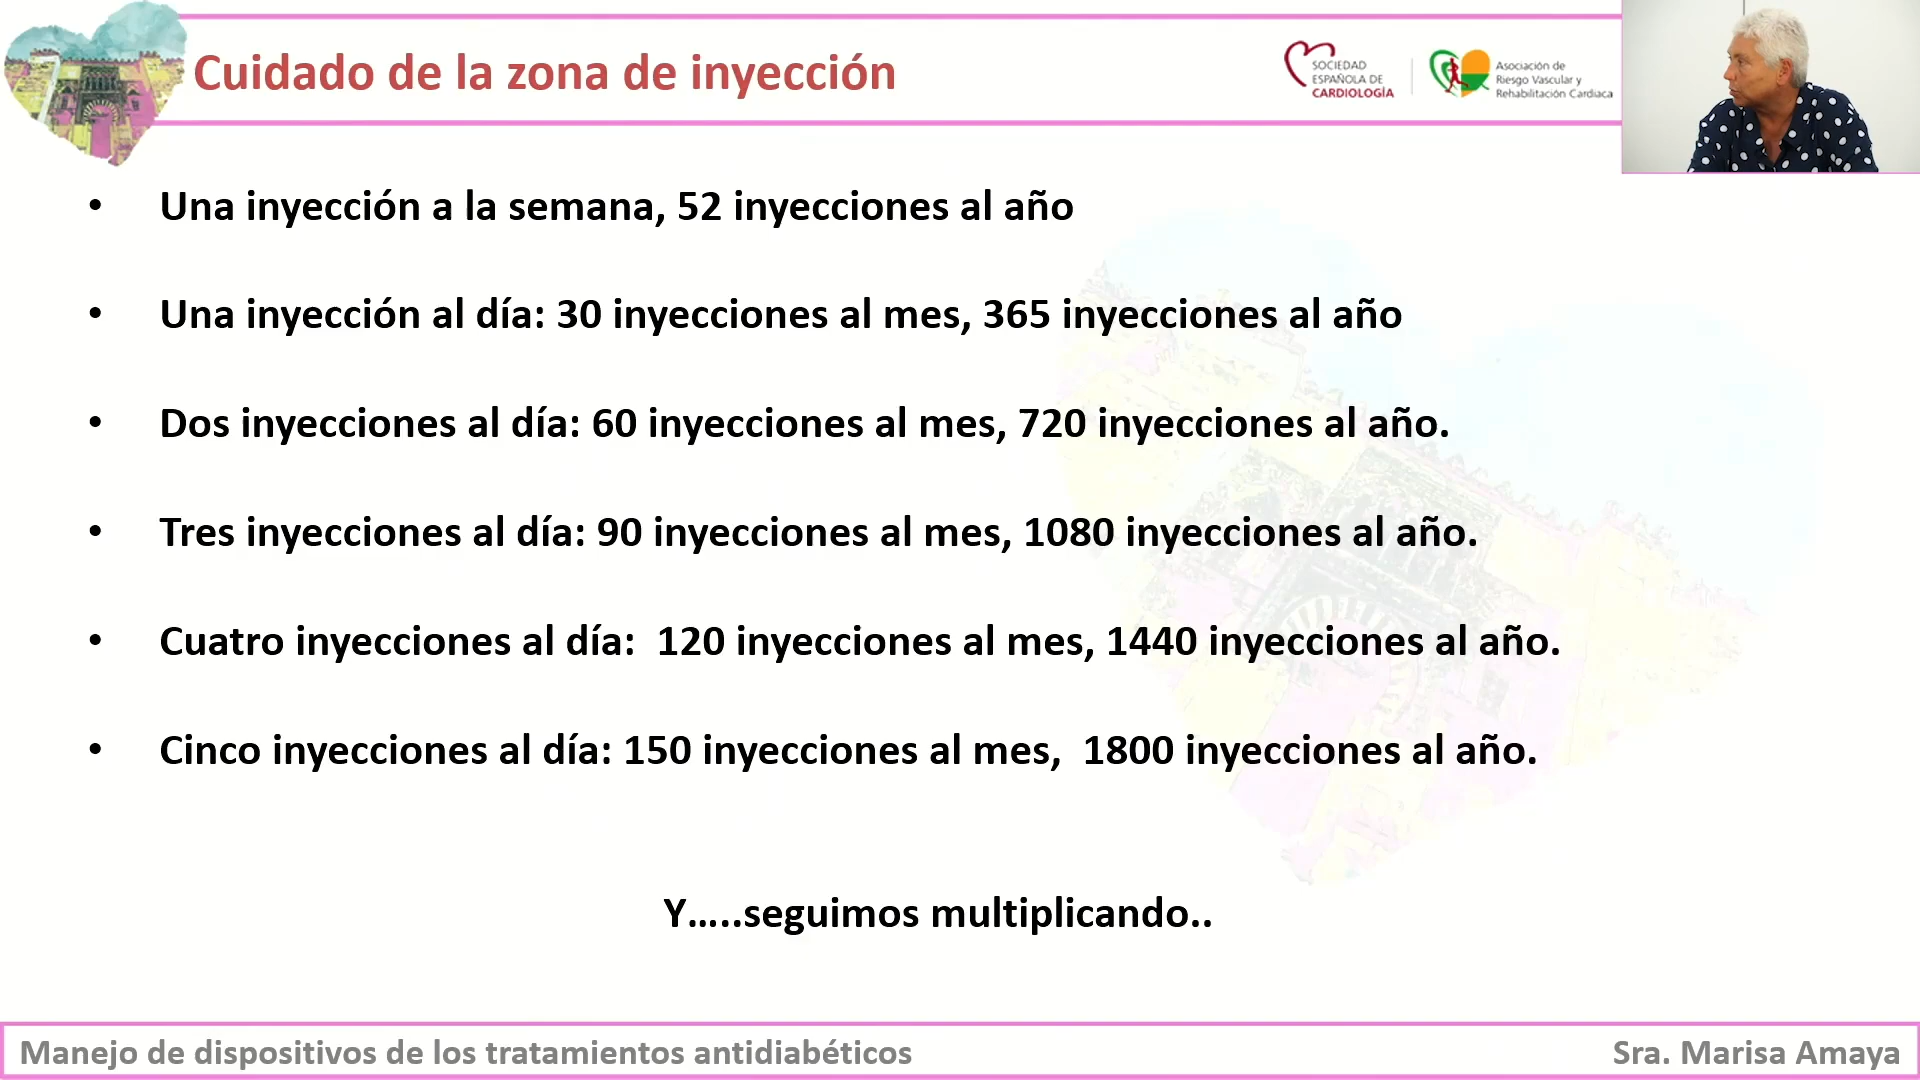 Cuidado de la zona de inyección
SOCIEDAD
ESPAÑOLA DE
CARDIOLOGÍA
Asociación de
Riesgo Vascular y
Rehabilitación Cardiaca
• Una inyección a la semana, 52 inyecciones al año
• Una inyección al día: 30 inyecciones al mes, 365 inyecciones al año
• Dos inyecciones al día: 60 inyecciones al mes, 720 inyecciones al año.
• Tres inyecciones al día: 90 inyecciones al mes, 1080 inyecciones al año.
• Cuatro inyecciones al día:  120 inyecciones al mes, 1440 inyecciones al año.
• Cinco inyecciones al día: 150 inyecciones al mes,  1800 inyecciones al año.
Y…..seguimos multiplicando..
Manejo de dispositivos de los tratamientos antidiabéticos
Sra. Marisa Amaya